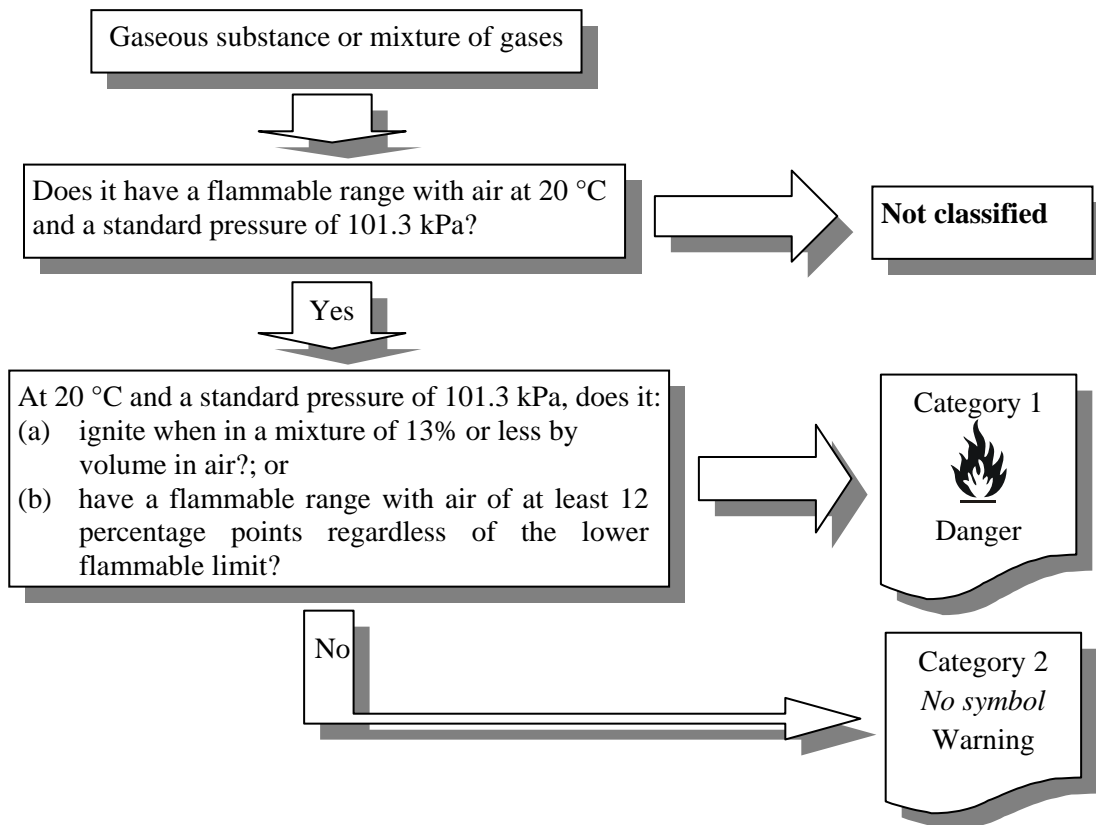 Gaseous substance or mixture of gases
Does it have a flammable range with air at 20 °C
and a standard pressure of 101.3 kPa?
Not classified
Yes
At 20 °C and a standard pressure of 101.3 kPa, does it:
(a) ignite when in a mixture of 13% or less by
volume in air?; or
(b) have a flammable range with air of at least 12
percentage points regardless of the lower
flammable limit?
Category 1
Danger
No
Category 2
No symbol
Warning